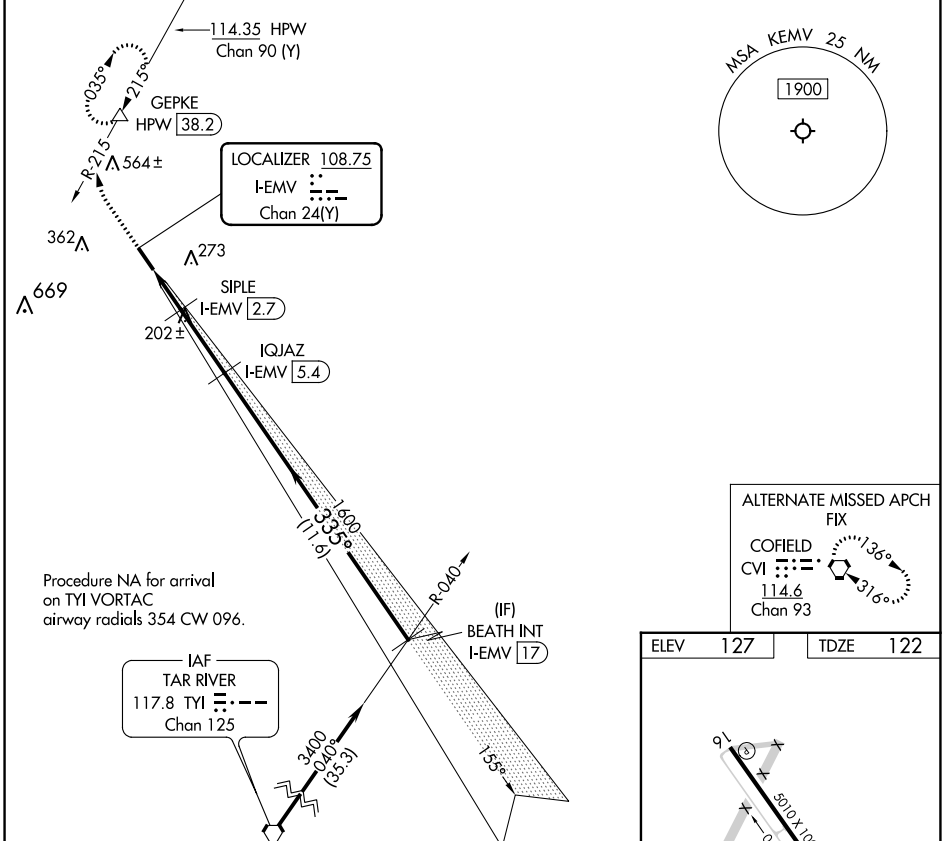 114.35 HPW
Chan 90 (Y)
035°
215°
GEPKE
HPW 38.2
R-215
564±
LOCALIZER 108.75
I-EMV
Chan 24(Y)
362
273
669
SIPLE
I-EMV 2.7
202±
IQJAZ
I-EMV 5.4
1600
335°
(11.6)
R-040
(IF)
BEATH INT
I-EMV 17
155°
Procedure NA for arrival
on TYI VORTAC
airway radials 354 CW 096.
IAF
TAR RIVER
117.8 TYI
Chan 125
3400
040°
(35.3)
MSA KEMV 25 NM
1900
ALTERNATE MISSED APCH
FIX
COFIELD
CVI
114.6
Chan 93
136°
316°
ELEV 127
TDZE 122
16
P
5010 X 10